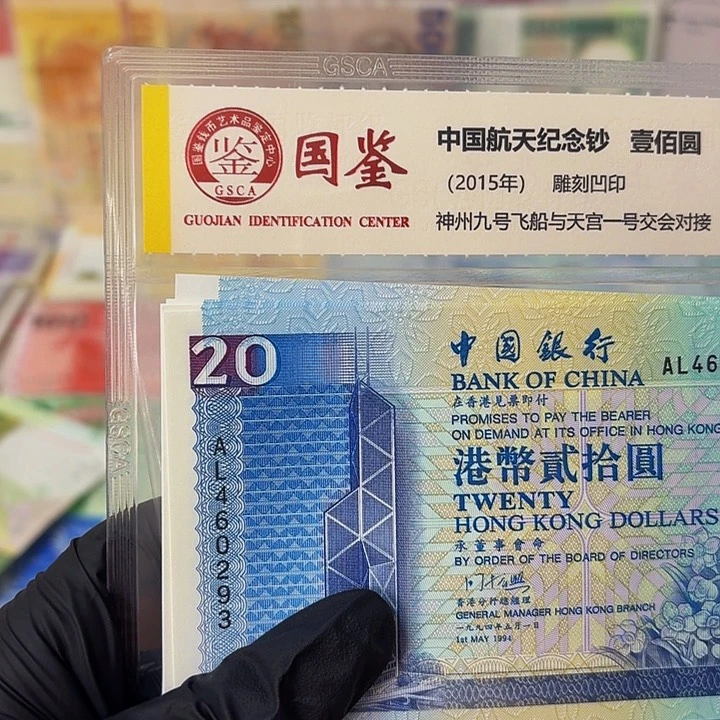 GSCA
国鉴钱币艺术品鉴定中心
鉴
GSCA
国鉴
GUOJIAN IDENTIFICATION CENTER
中国航天纪念钞 壹佰圆
(2015年) 雕刻凹印
神州九号飞船与天宫一号交会对接
GSCA
20
AL460293
中國銀行
AL46
BANK OF CHINA
在香港見票即付
PROMISES TO PAY THE BEARER
ON DEMAND AT ITS OFFICE IN HONG KONG
港幣貳拾圓
TWENTY
HONG KONG DOLLARS
承董事會命
BY ORDER OF THE BOARD OF DIRECTORS
香港分行總經理
GENERAL MANAGER HONG KONG BRANCH
一九九四年五月一日
1st MAY 1994